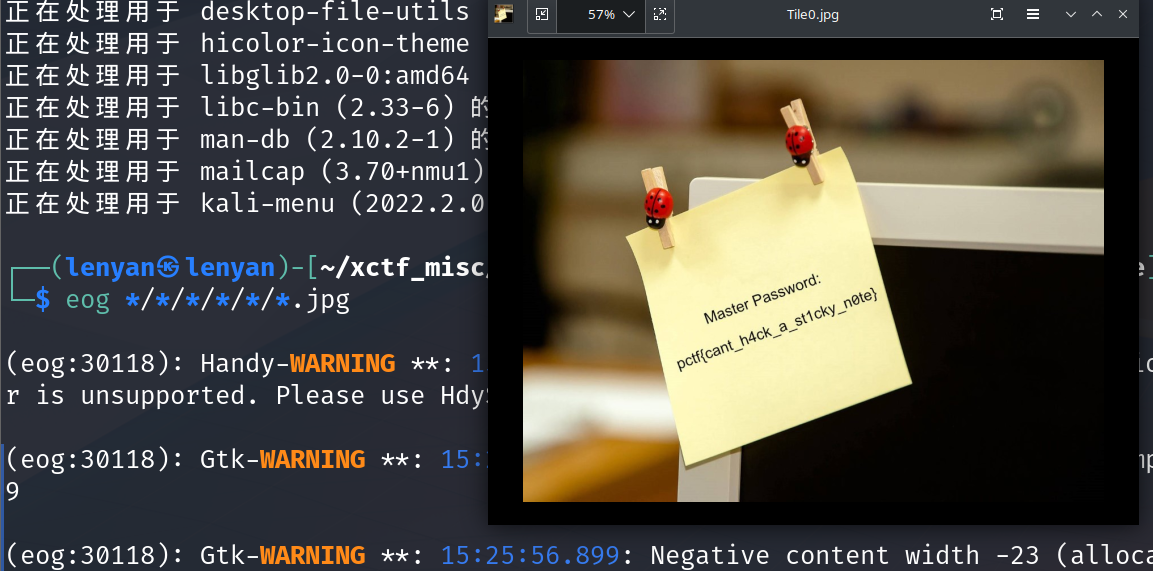 正在处理用于 desktop-file-utils
57%
Tile0.jpg
正在处理用于 hicolor-icon-theme
正在处理用于 libglib2.0-0:amd64
正在处理用于 libc-bin (2.33-6) 的
正在处理用于 man-db (2.10.2-1) 的
正在处理用于 mailcap (3.70+nmu1)
正在处理用于 kali-menu (2022.2.0
Master Password:
pctf{cant_h4ck_a_st1cky_n0te}
(lenyan㉿lenyan)-[~/xctf_misc/
$ eog */*/*/*/*/*.jpg
(eog:30118): Handy-WARNING **:
r is unsupported. Please use Hdy
(eog:30118): Gtk-WARNING **: 15:
9
(eog:30118): Gtk-WARNING **: 15:25:56.899: Negative content width -23 (alloca